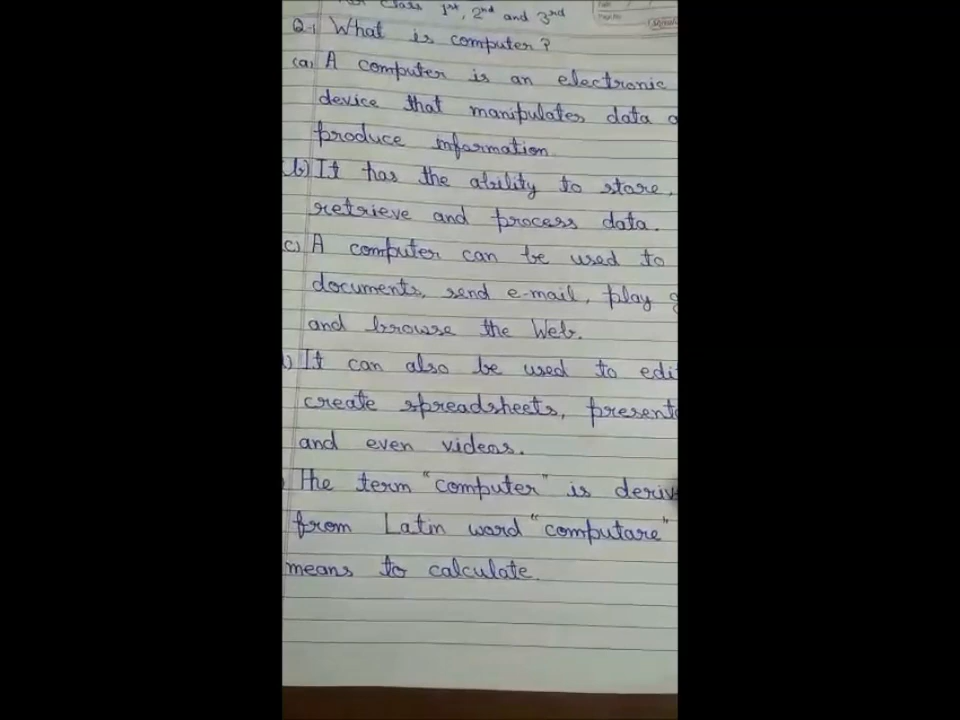 Class 1st, 2nd and 3rd
Q.1 What is computer?
(a) A computer is an electronic
device that manipulates data
produce information.
(b) It has the ability to store,
retrieve and process data.
c) A computer can be used to
documents, send e-mail, play g
and browse the Web.
) It can also be used to edi
create spreadsheets, present
and even videos.
) The term "computer" is deriv
from Latin word "computare"
means to calculate.